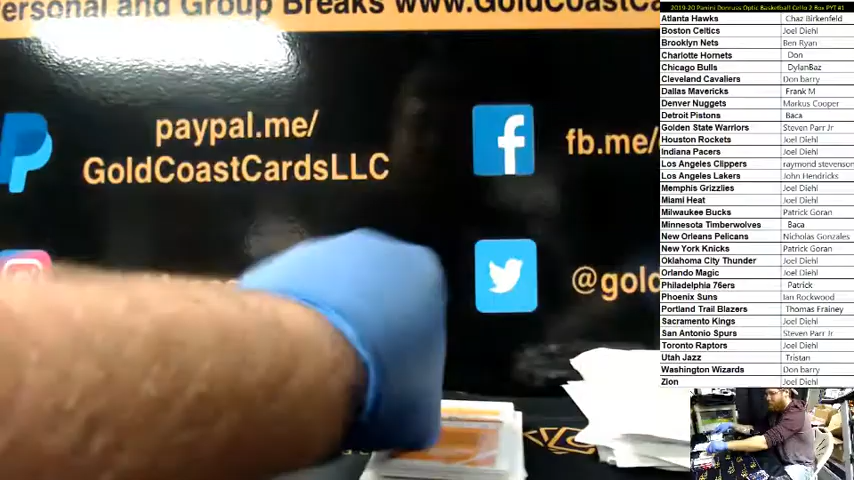 ersonal and Group Breaks www.GoldCoastCa
paypal.me/
GoldCoastCardsLLC
fb.me/
@gold
2019-20 Panini Donruss Optic Basketball Cello 2 Box PYT #1
Atlanta Hawks Chaz Birkenfeld
Boston Celtics Joel Diehl
Brooklyn Nets Ben Ryan
Charlotte Hornets Don
Chicago Bulls DylanBaz
Cleveland Cavaliers Don barry
Dallas Mavericks Frank M
Denver Nuggets Markus Cooper
Detroit Pistons Baca
Golden State Warriors Steven Parr Jr
Houston Rockets Joel Diehl
Indiana Pacers Joel Diehl
Los Angeles Clippers raymond stevenson
Los Angeles Lakers John Hendricks
Memphis Grizzlies Joel Diehl
Miami Heat Joel Diehl
Milwaukee Bucks Patrick Goran
Minnesota Timberwolves Baca
New Orleans Pelicans Nicholas Gonzales
New York Knicks Patrick Goran
Oklahoma City Thunder Joel Diehl
Orlando Magic Joel Diehl
Philadelphia 76ers Patrick
Phoenix Suns Ian Rockwood
Portland Trail Blazers Thomas Frainey
Sacramento Kings Joel Diehl
San Antonio Spurs Steven Parr Jr
Toronto Raptors Joel Diehl
Utah Jazz Tristan
Washington Wizards Don barry
Zion Joel Diehl